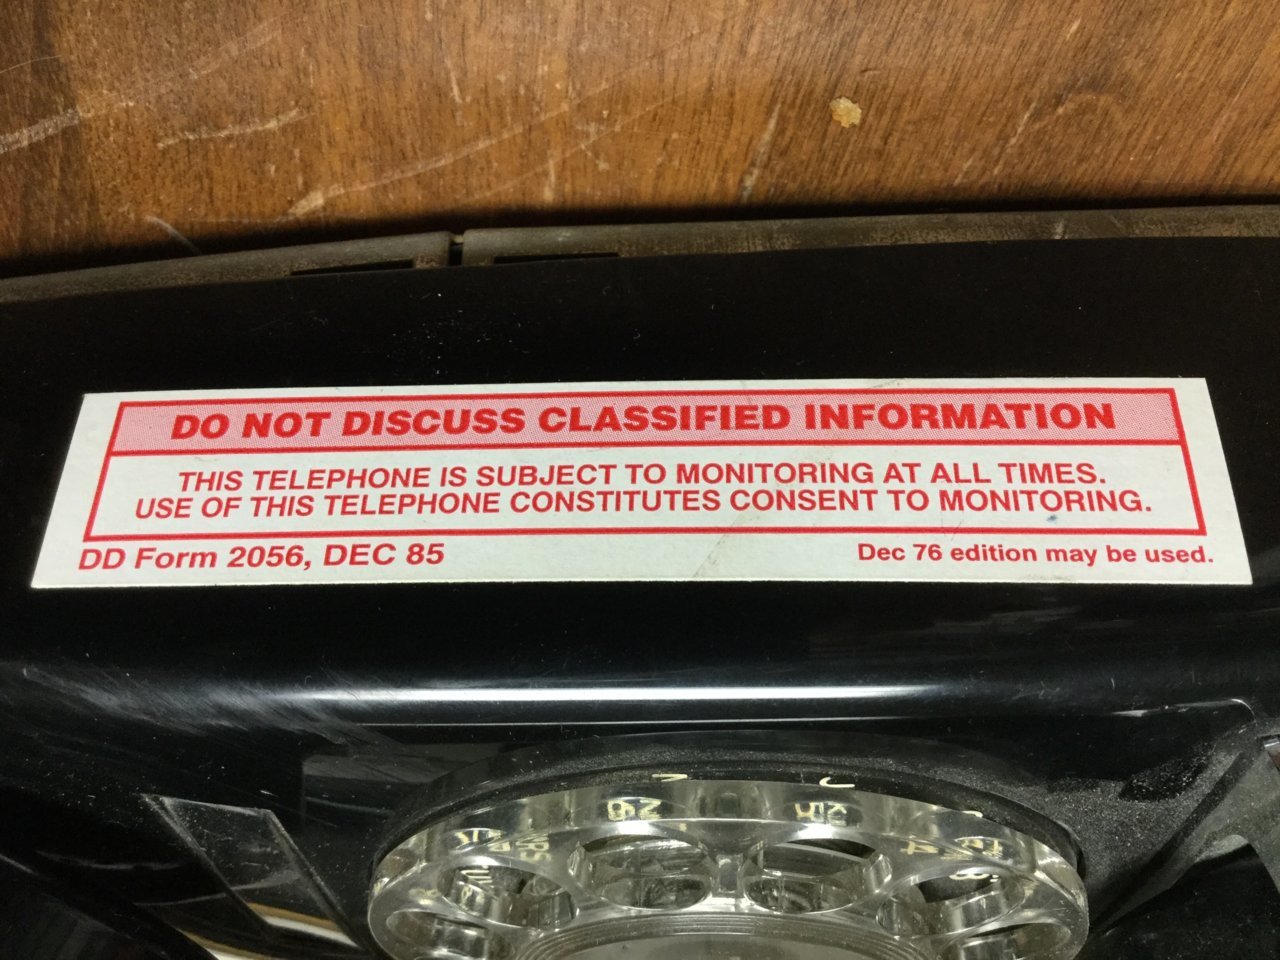 DO NOT DISCUSS CLASSIFIED INFORMATION
THIS TELEPHONE IS SUBJECT TO MONITORING AT ALL TIMES.
USE OF THIS TELEPHONE CONSTITUTES CONSENT TO MONITORING.
DD Form 2056, DEC 85
Dec 76 edition may be used.